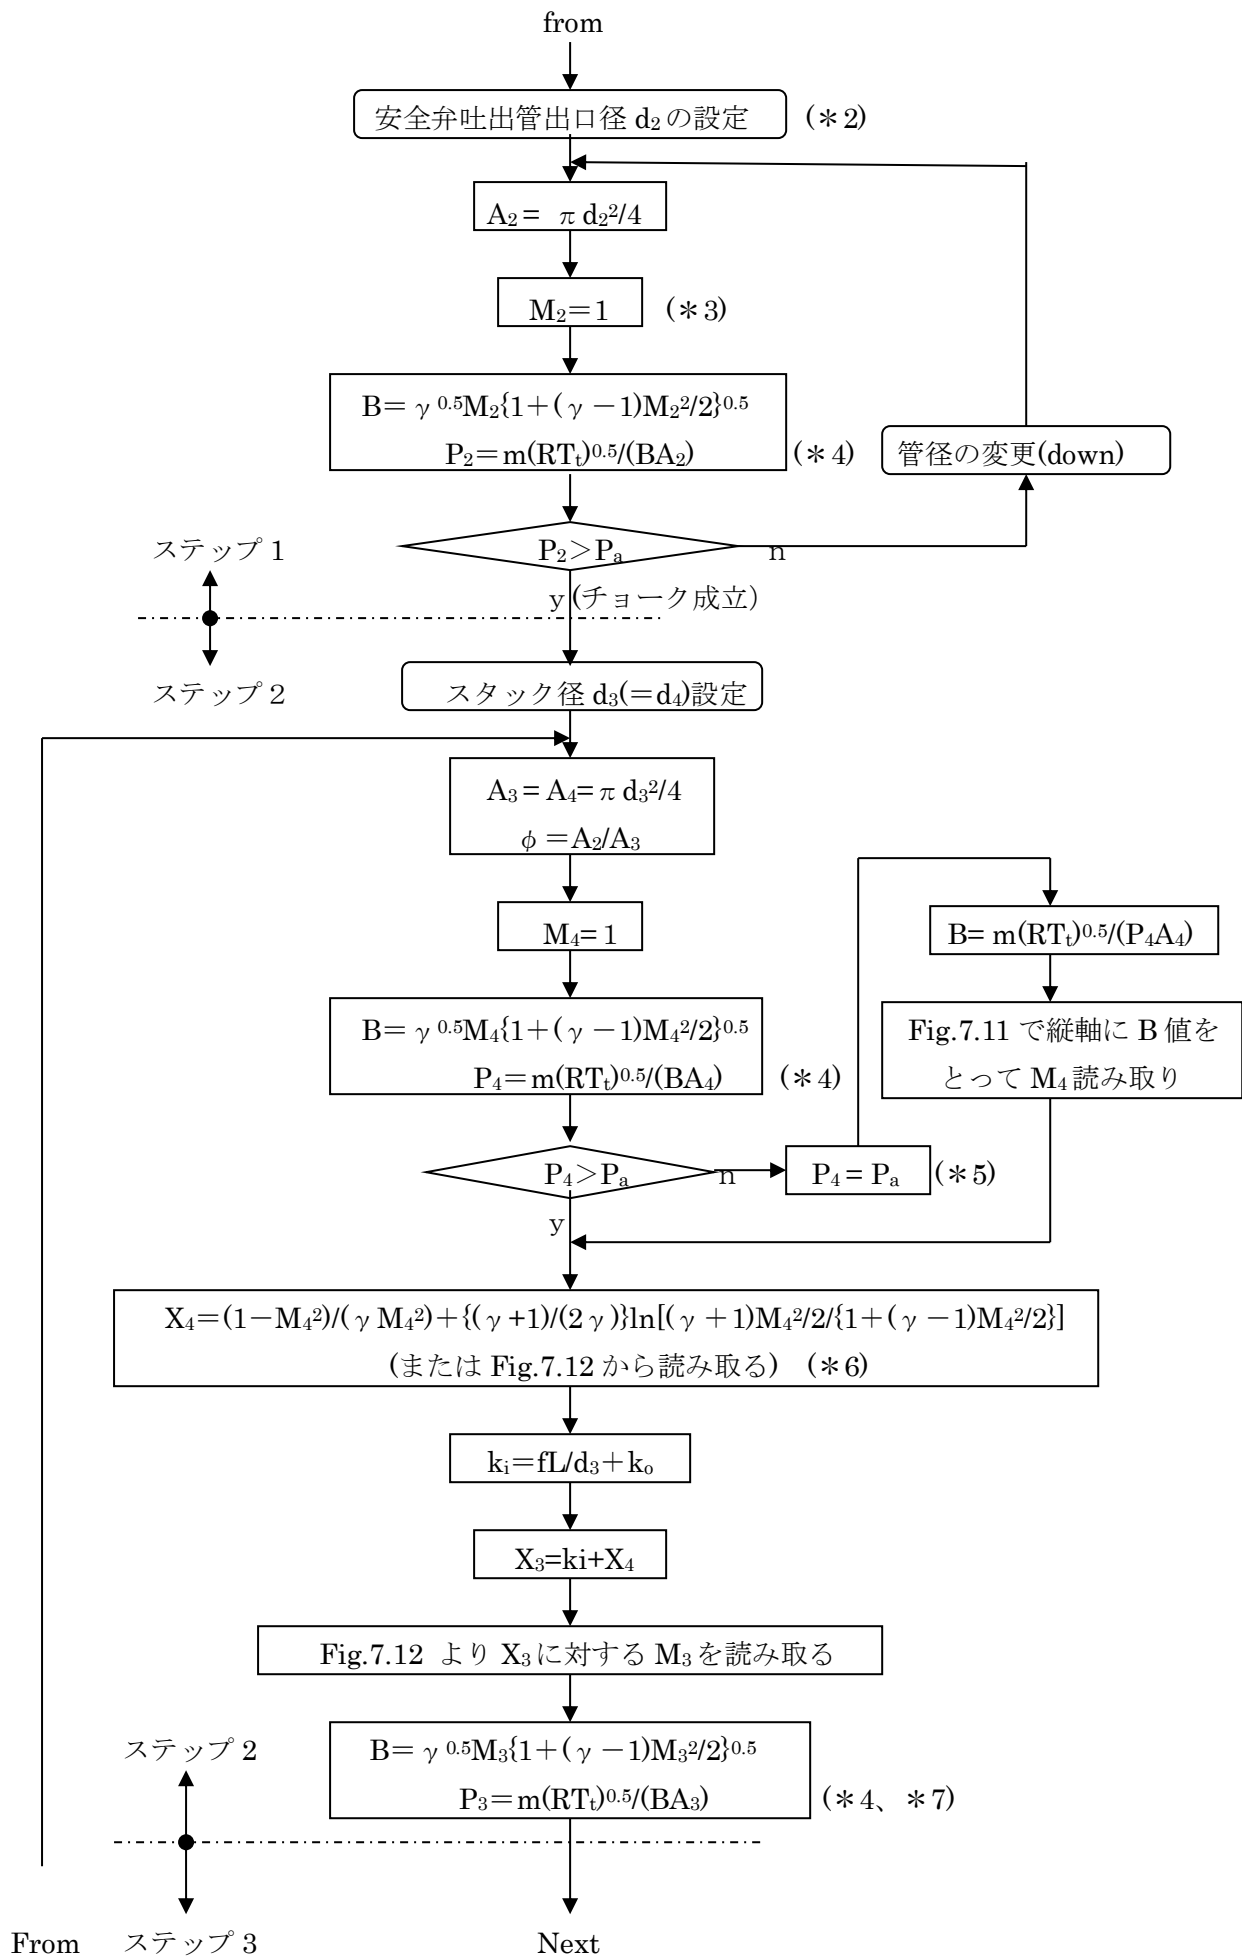 from
安全弁吐出管出口径 d₂の設定 (＊2)
A₂= π d₂²/4
M₂＝1 (＊3)
B= γ ⁰·⁵M₂{1+(γ－1)M₂²/2}⁰·⁵
P₂＝m(RTₜ)⁰·⁵/(BA₂) (＊4)
管径の変更(down)
P₂＞Pₐ n
ステップ 1
y (チョーク成立)
ステップ 2
スタック径 d₃(=d₄)設定
A₃= A₄= π d₃²/4
φ ＝A₂/A₃
M₄= 1
B= m(RTₜ)⁰·⁵/(P₄A₄)
B= γ ⁰·⁵M₄{1+(γ－1)M₄²/2}⁰·⁵
P₄＝m(RTₜ)⁰·⁵/(BA₄) (＊4)
Fig.7.11 で縦軸に B 値を
とって M₄ 読み取り
P₄＞Pₐ n
P₄= Pₐ (＊5)
y
X₄＝(1－M₄²)/(γ M₄²)+{(γ+1)/(2 γ)}ln[(γ＋1)M₄²/2/{1+(γ－1)M₄²/2}]
(または Fig.7.12 から読み取る) (＊6)
kᵢ＝fL/d₃＋kₒ
X₃=ki+X₄
Fig.7.12 より X₃に対する M₃を読み取る
ステップ 2
B= γ ⁰·⁵M₃{1+(γ－1)M₃²/2}⁰·⁵
P₃＝m(RTₜ)⁰·⁵/(BA₃) (＊4、＊7)
From ステップ 3 Next